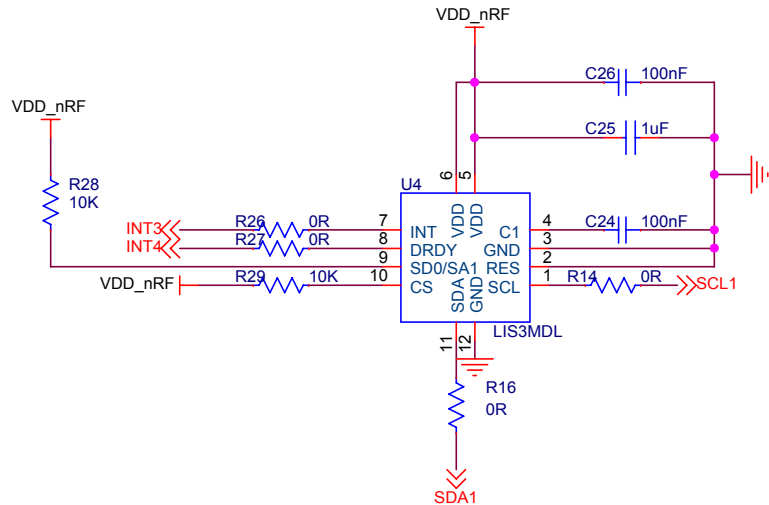 VDD_nRF
C26 100nF
VDD_nRF
C25 1uF
R28
10K
U4
6 5
VDD VDD
INT3 R26 0R 7 INT C1 4 C24 100nF
INT4 R27 0R 8 DRDY GND 3
9 SD0/SA1 RES 2
VDD_nRF R29 10K 10 CS SCL 1 R14 0R SCL1
SDA GND
LIS3MDL
11 12
R16
0R
SDA1